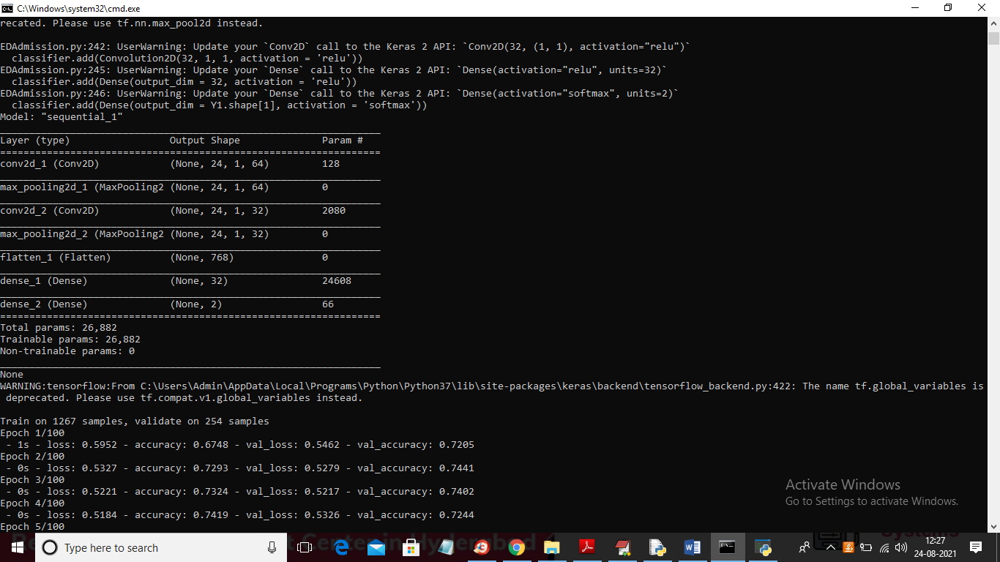 C:\Windows\system32\cmd.exe
recated. Please use tf.nn.max_pool2d instead.
EDAdmission.py:242: UserWarning: Update your `Conv2D` call to the Keras 2 API: `Conv2D(32, (1, 1), activation="relu")`
classifier.add(Convolution2D(32, 1, 1, activation = 'relu'))
EDAdmission.py:245: UserWarning: Update your `Dense` call to the Keras 2 API: `Dense(activation="relu", units=32)`
classifier.add(Dense(output_dim = 32, activation = 'relu'))
EDAdmission.py:246: UserWarning: Update your `Dense` call to the Keras 2 API: `Dense(activation="softmax", units=2)`
classifier.add(Dense(output_dim = Y1.shape[1], activation = 'softmax'))
Model: "sequential_1"
_________________________________________________________________
Layer (type) Output Shape Param #
=================================================================
conv2d_1 (Conv2D) (None, 24, 1, 64) 128
_________________________________________________________________
max_pooling2d_1 (MaxPooling2 (None, 24, 1, 64) 0
_________________________________________________________________
conv2d_2 (Conv2D) (None, 24, 1, 32) 2080
_________________________________________________________________
max_pooling2d_2 (MaxPooling2 (None, 24, 1, 32) 0
_________________________________________________________________
flatten_1 (Flatten) (None, 768) 0
_________________________________________________________________
dense_1 (Dense) (None, 32) 24608
_________________________________________________________________
dense_2 (Dense) (None, 2) 66
=================================================================
Total params: 26,882
Trainable params: 26,882
Non-trainable params: 0
_________________________________________________________________
None
WARNING:tensorflow:From C:\Users\Admin\AppData\Local\Programs\Python\Python37\lib\site-packages\keras\backend\tensorflow_backend.py:422: The name tf.global_variables is
deprecated. Please use tf.compat.v1.global_variables instead.
Train on 1267 samples, validate on 254 samples
Epoch 1/100
- 1s - loss: 0.5952 - accuracy: 0.6748 - val_loss: 0.5462 - val_accuracy: 0.7205
Epoch 2/100
- 0s - loss: 0.5327 - accuracy: 0.7293 - val_loss: 0.5279 - val_accuracy: 0.7441
Epoch 3/100
- 0s - loss: 0.5221 - accuracy: 0.7324 - val_loss: 0.5217 - val_accuracy: 0.7402
Epoch 4/100
- 0s - loss: 0.5184 - accuracy: 0.7419 - val_loss: 0.5326 - val_accuracy: 0.7244
Epoch 5/100
Activate Windows
Go to Settings to activate Windows.
Type here to search
12:27
24-08-2021